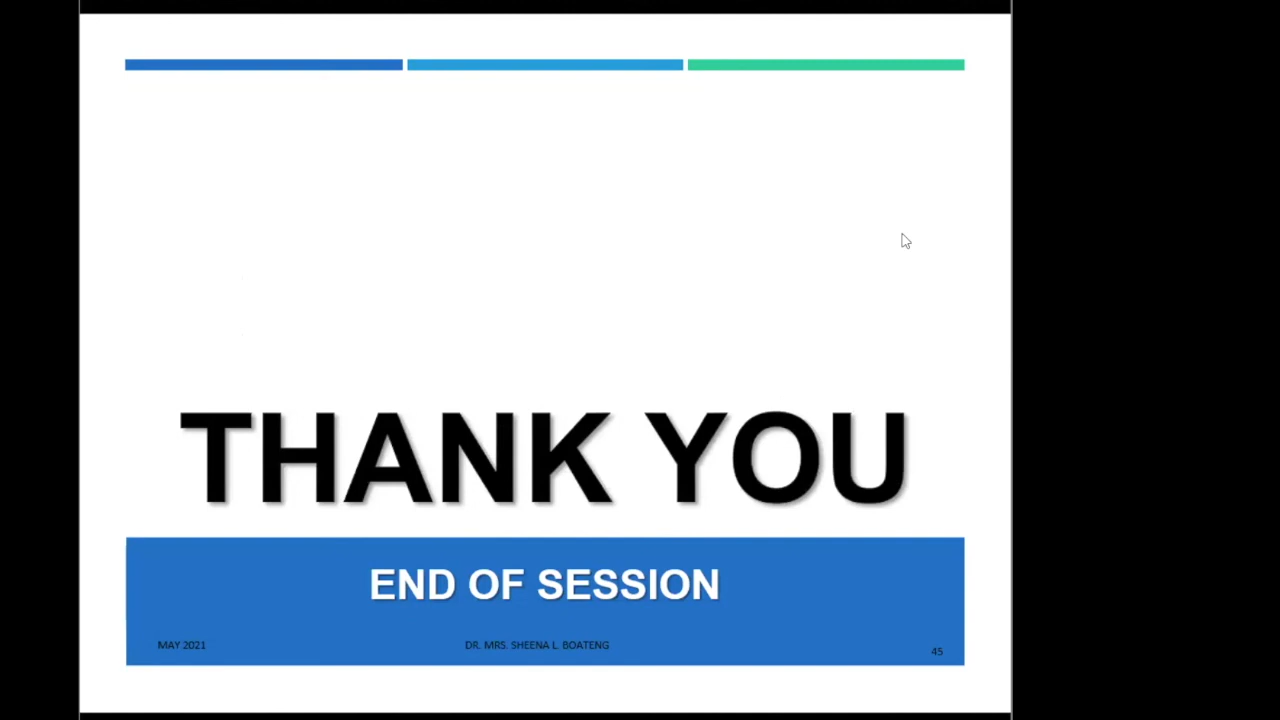 THANK YOU
END OF SESSION
MAY 2021
DR. MRS. SHEENA L. BOATENG
45